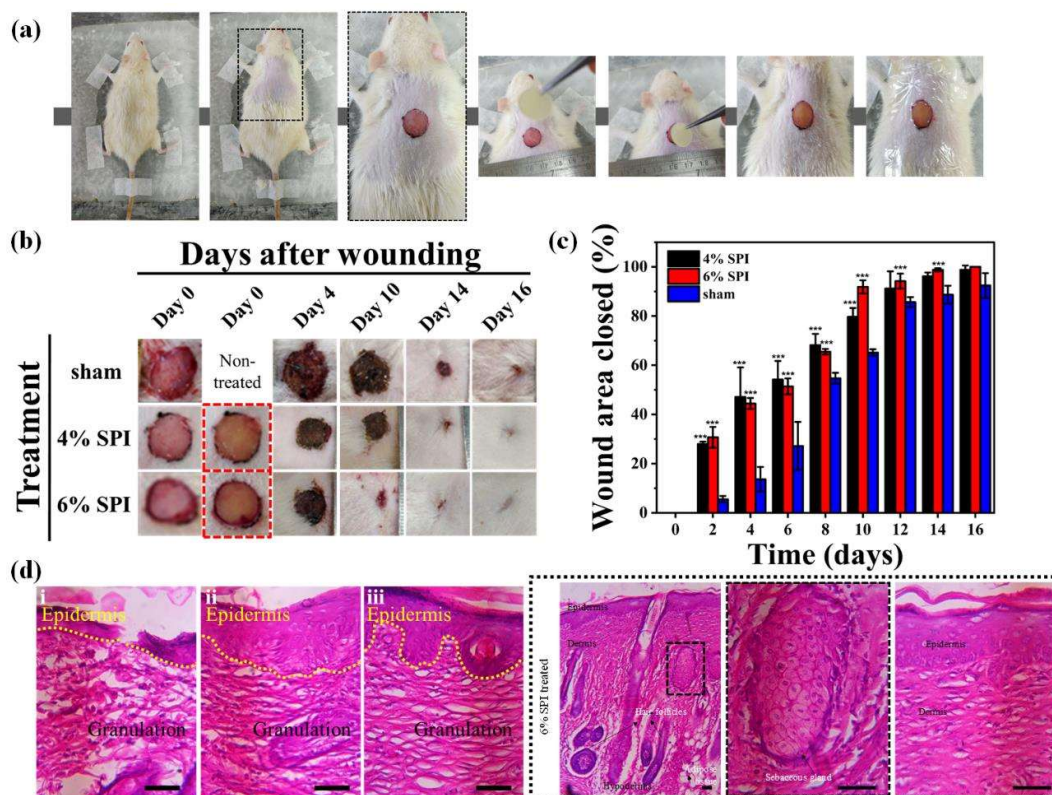 (a)
(b)
Days after wounding
Day 0
Day 0
Day 4
Day 10
Day 14
Day 16
Treatment
sham
Non-
treated
4% SPI
6% SPI
(c)
Wound area closed (%)
100
80
60
40
20
0
4% SPI
6% SPI
sham
***
***
***
***
***
***
***
***
***
***
***
***
0
2
4
6
8
10
12
14
16
Time (days)
(d)
i
Epidermis
Granulation
ii
Epidermis
Granulation
iii
Epidermis
Granulation
6% SPI treated
Epidermis
Dermis
Hair follicles
Adipose
tissue
Hypodermis
Sebaceous gland
Epidermis
Dermis